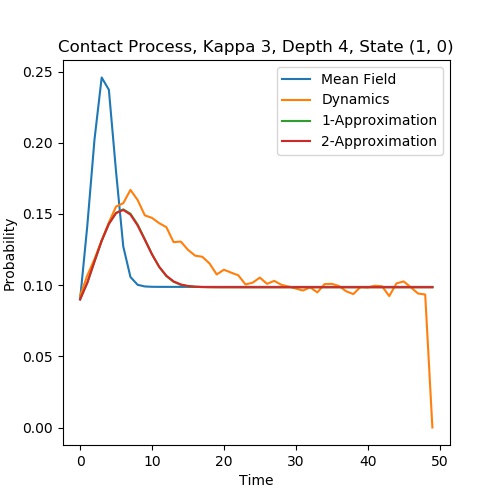 Contact Process, Kappa 3, Depth 4, State (1, 0)
Mean Field
Dynamics
1-Approximation
2-Approximation
Probability
0.25
0.20
0.15
0.10
0.05
0.00
0 10 20 30 40 50
Time